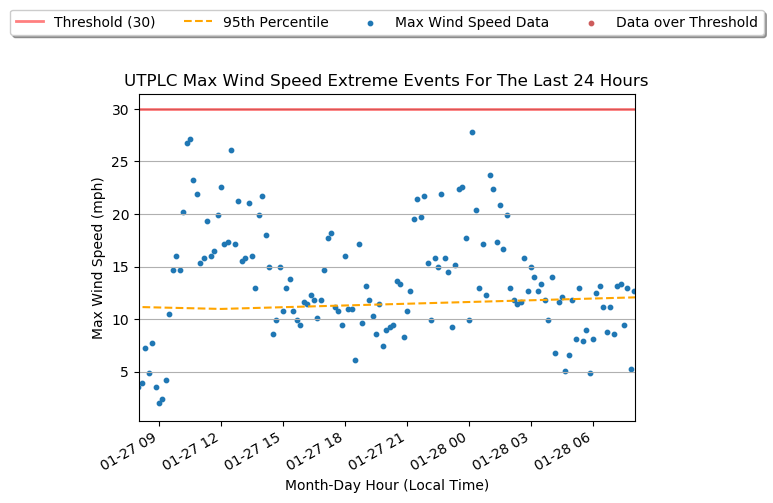 Threshold (30) 95th Percentile Max Wind Speed Data Data over Threshold
UTPLC Max Wind Speed Extreme Events For The Last 24 Hours
30
25
20
15
10
5
Max Wind Speed (mph)
01-27 09 01-27 12 01-27 15 01-27 18 01-27 21 01-28 00 01-28 03 01-28 06
Month-Day Hour (Local Time)